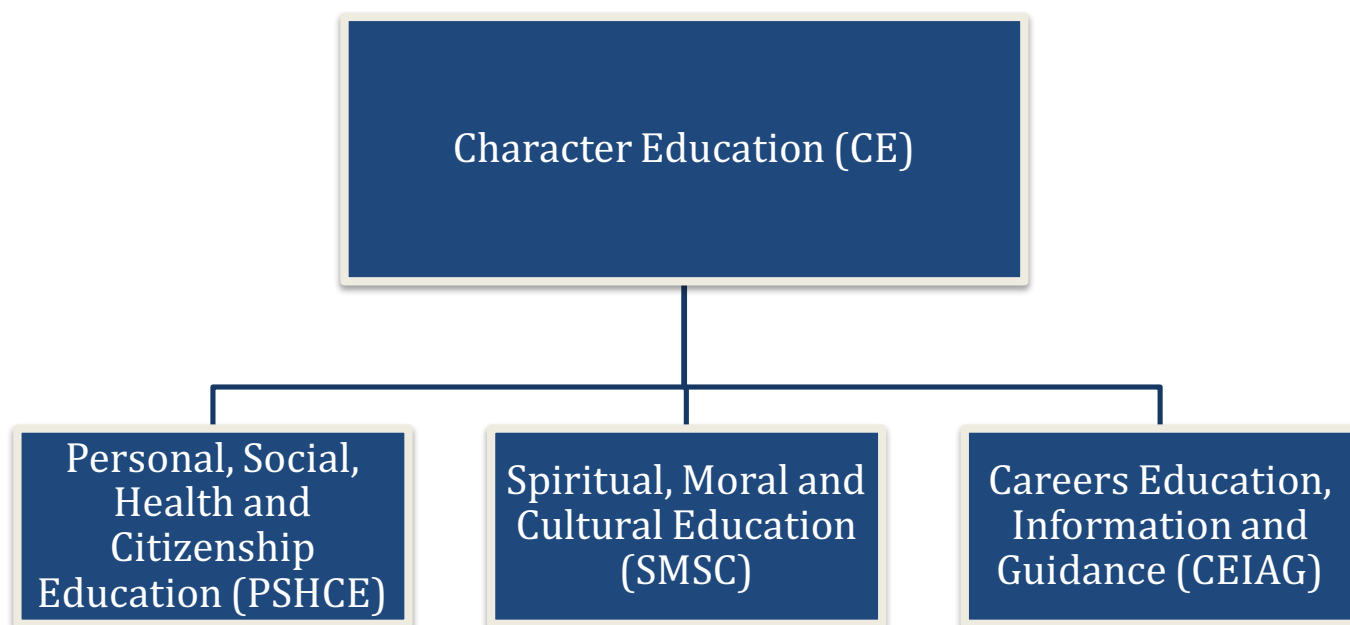 Character Education (CE)
Personal, Social,
Health and
Citizenship
Education (PSHCE)
Spiritual, Moral and
Cultural Education
(SMSC)
Careers Education,
Information and
Guidance (CEIAG)